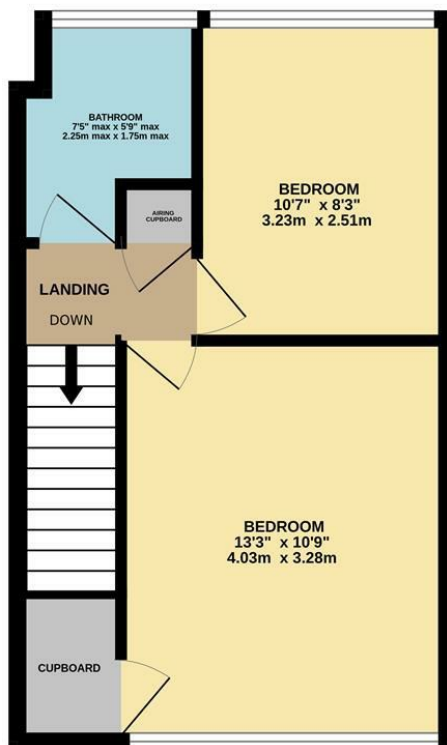 BATHROOM
7'5" max x 5'9" max
2.25m max x 1.75m max
AIRING
CUPBOARD
BEDROOM
10'7" x 8'3"
3.23m x 2.51m
LANDING
DOWN
BEDROOM
13'3" x 10'9"
4.03m x 3.28m
CUPBOARD